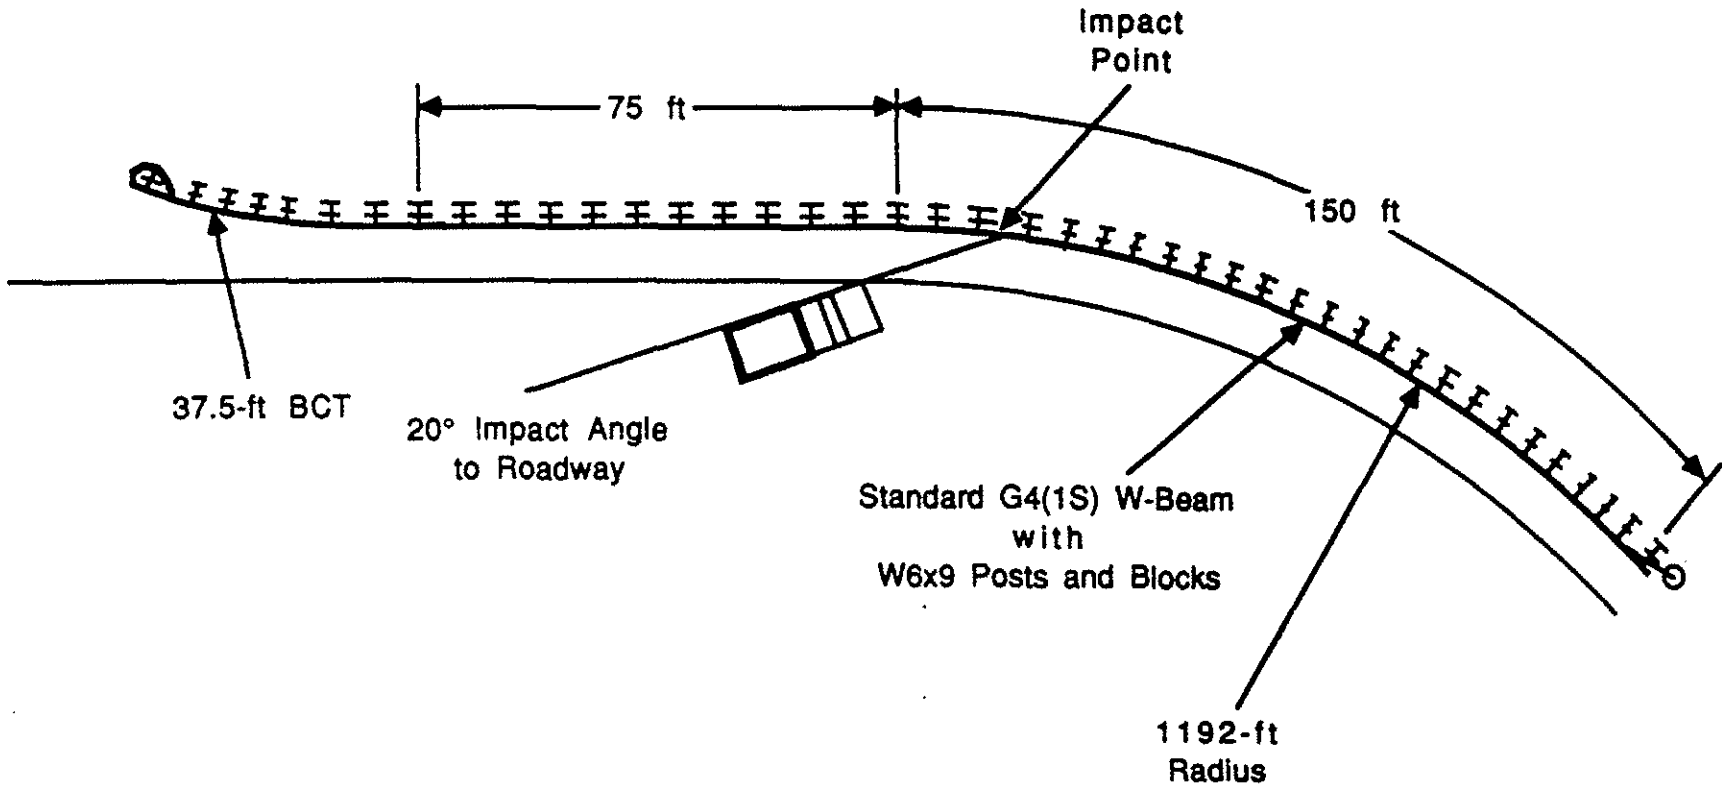 Impact
Point
75 ft
150 ft
37.5-ft BCT
20° Impact Angle
to Roadway
Standard G4(1S) W-Beam
with
W6x9 Posts and Blocks
1192-ft
Radius